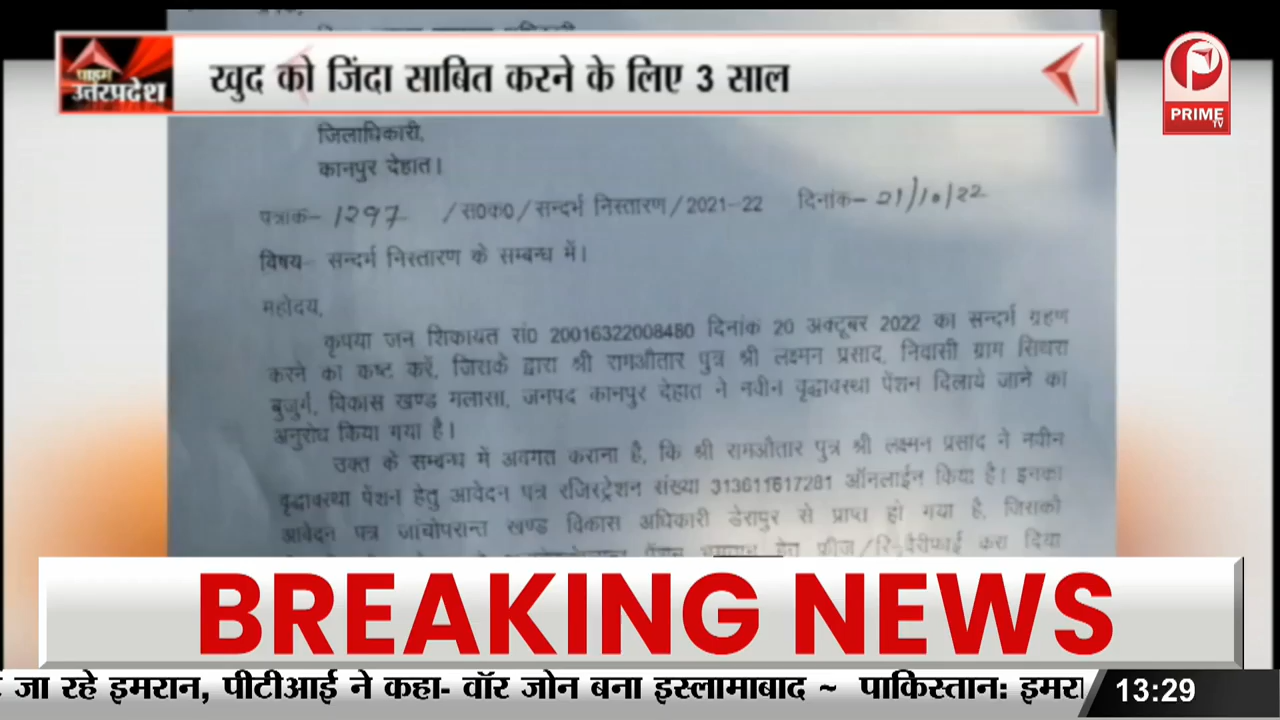 प्राइम
उत्तरप्रदेश
खुद को जिंदा साबित करने के लिए 3 साल
PRIME
TV
जिलाधिकारी,
कानपुर देहात।
पत्रांक- 1297 /स0क0/सन्दर्भ निस्तारण/2021-22 दिनांक- 21/10/22
विषय- सन्दर्भ निस्तारण के सम्बन्ध में।
महोदय,
कृपया जन शिकायत सं0 20016322008480 दिनांक 20 अक्टूबर 2022 का सन्दर्भ ग्रहण
करने का कष्ट करें, जिसके द्वारा श्री रामऔतार पुत्र श्री लक्ष्मन प्रसाद, निवासी ग्राम सिथरा
बुजुर्ग, विकास खण्ड मलासा, जनपद कानपुर देहात ने नवीन वृद्धावस्था पेंशन दिलाये जाने का
अनुरोध किया गया है।
उक्त के सम्बन्ध में अवगत कराना है, कि श्री रामऔतार पुत्र श्री लक्ष्मन प्रसाद ने नवीन
वृद्धावस्था पेंशन हेतु आवेदन पत्र रजिस्ट्रेशन संख्या 313611617281 ऑनलाईन किया है। इनका
आवेदन पत्र जांचोपरान्त खण्ड विकास अधिकारी डेरापुर से प्राप्त हो गया है, जिसको
पेंशन भुगतान हेतु फ्रीज/रि-वैरीफाई करा दिया
BREAKING NEWS
जा रहे इमरान, पीटीआई ने कहा- वॉर जोन बना इस्लामाबाद ~ पाकिस्तान: इमरा
13:29